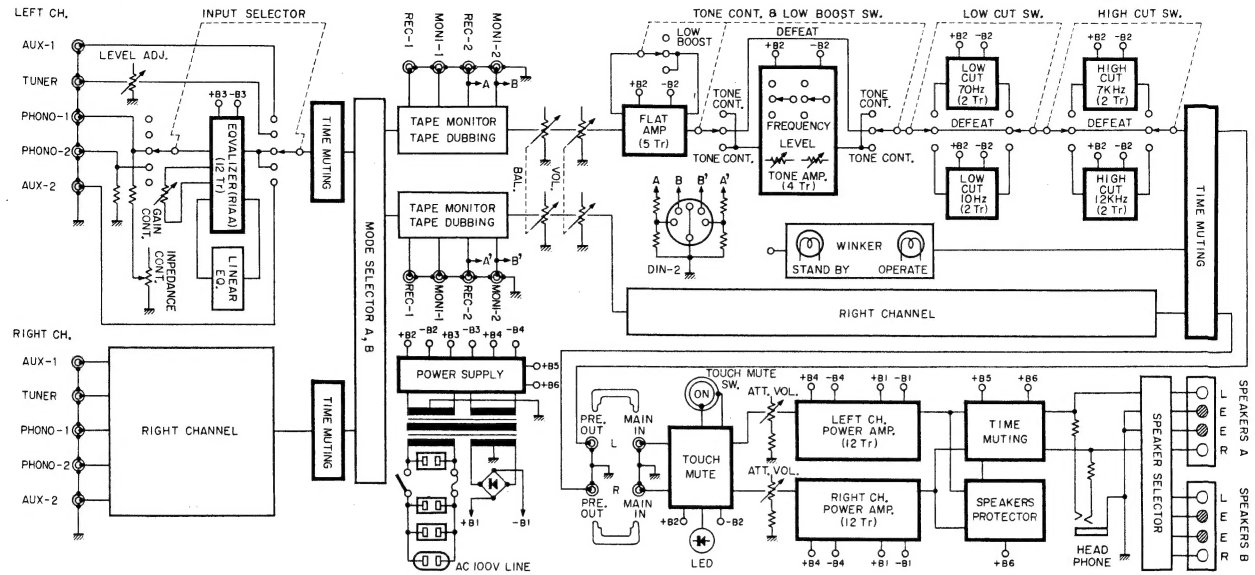 LEFT CH.
INPUT SELECTOR
AUX-1
LEVEL ADJ.
TUNER
+B3 -B3
PHONO-1
PHONO-2
AUX-2
EQVALIZER(RIAA)
(12 Tr)
GAIN
CONT.
INPEDANCE
CONT.
LINEAR
EQ.
TIME MUTING
RIGHT CH.
AUX-1
TUNER
PHONO-1
PHONO-2
AUX-2
RIGHT CHANNEL
TIME MUTING
MODE SELECTOR A, B
REC-1
MONI-1
REC-2
MONI-2
A
B
TAPE MONITOR
TAPE DUBBING
BAL.
VOL.
TAPE MONITOR
TAPE DUBBING
A'
B'
REC-1
MONI-1
REC-2
MONI-2
+B2 -B2 +B3 -B3 +B4 -B4
POWER SUPPLY
+B5
+B6
+B1
-B1
AC 100V LINE
TONE CONT. & LOW BOOST SW.
LOW
BOOST
+B2 -B2
FLAT
AMP
(5 Tr)
DEFEAT
+B2 -B2
TONE
CONT.
TONE CONT.
FREQUENCY
LEVEL
TONE AMP.
(4 Tr)
TONE
CONT.
TONE CONT.
LOW CUT SW.
+B2 -B2
LOW
CUT
70Hz
(2 Tr)
DEFEAT
+B2 -B2
LOW
CUT
10Hz
(2 Tr)
HIGH CUT SW.
+B2 -B2
HIGH
CUT
7KHz
(2 Tr)
DEFEAT
+B2 -B2
HIGH
CUT
12KHz
(2 Tr)
TIME MUTING
A B B' A'
DIN-2
WINKER
STAND BY
OPERATE
RIGHT CHANNEL
PRE.
OUT
MAIN
IN
L
R
PRE.
OUT
MAIN
IN
TOUCH MUTE
SW.
ON
TOUCH
MUTE
+B2
-B2
LED
ATT. VOL.
ATT. VOL.
+B4 -B4 +B1 -B1
LEFT CH.
POWER AMP.
(12 Tr)
RIGHT CH.
POWER AMP.
(12 Tr)
+B4 -B4 +B1 -B1
+B5 +B6
TIME
MUTING
SPEAKERS
PROTECTOR
+B6
HEAD
PHONE
SPEAKER SELECTOR
L
E
E
R
SPEAKERS A
L
E
E
R
SPEAKERS B